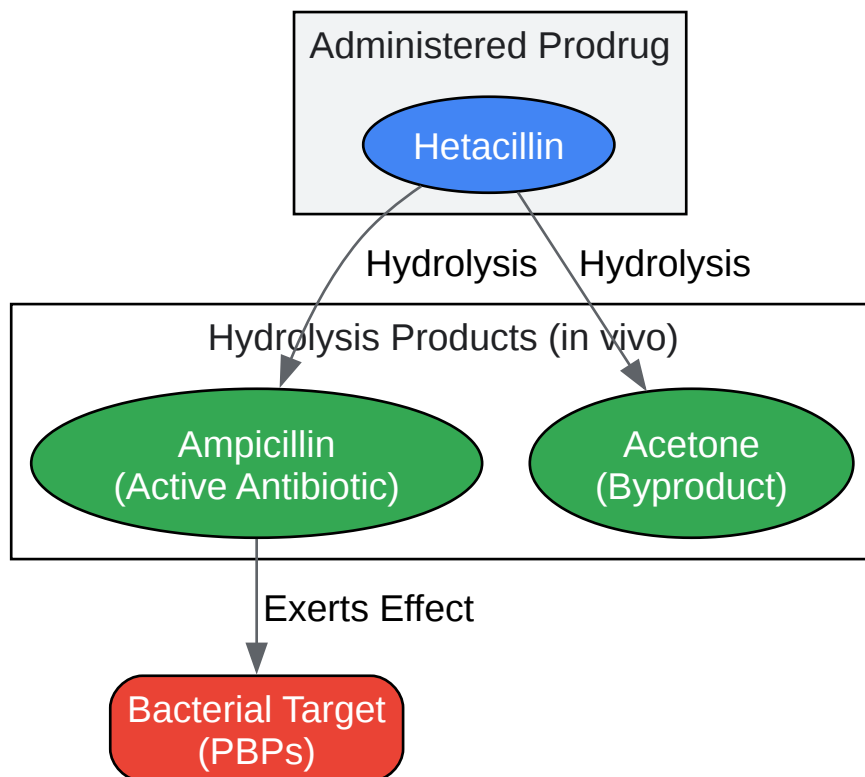 Administered Prodrug
Hetacillin
Hydrolysis
Hydrolysis
Hydrolysis Products (in vivo)
Ampicillin
(Active Antibiotic)
Acetone
(Byproduct)
Exerts Effect
Bacterial Target
(PBPs)